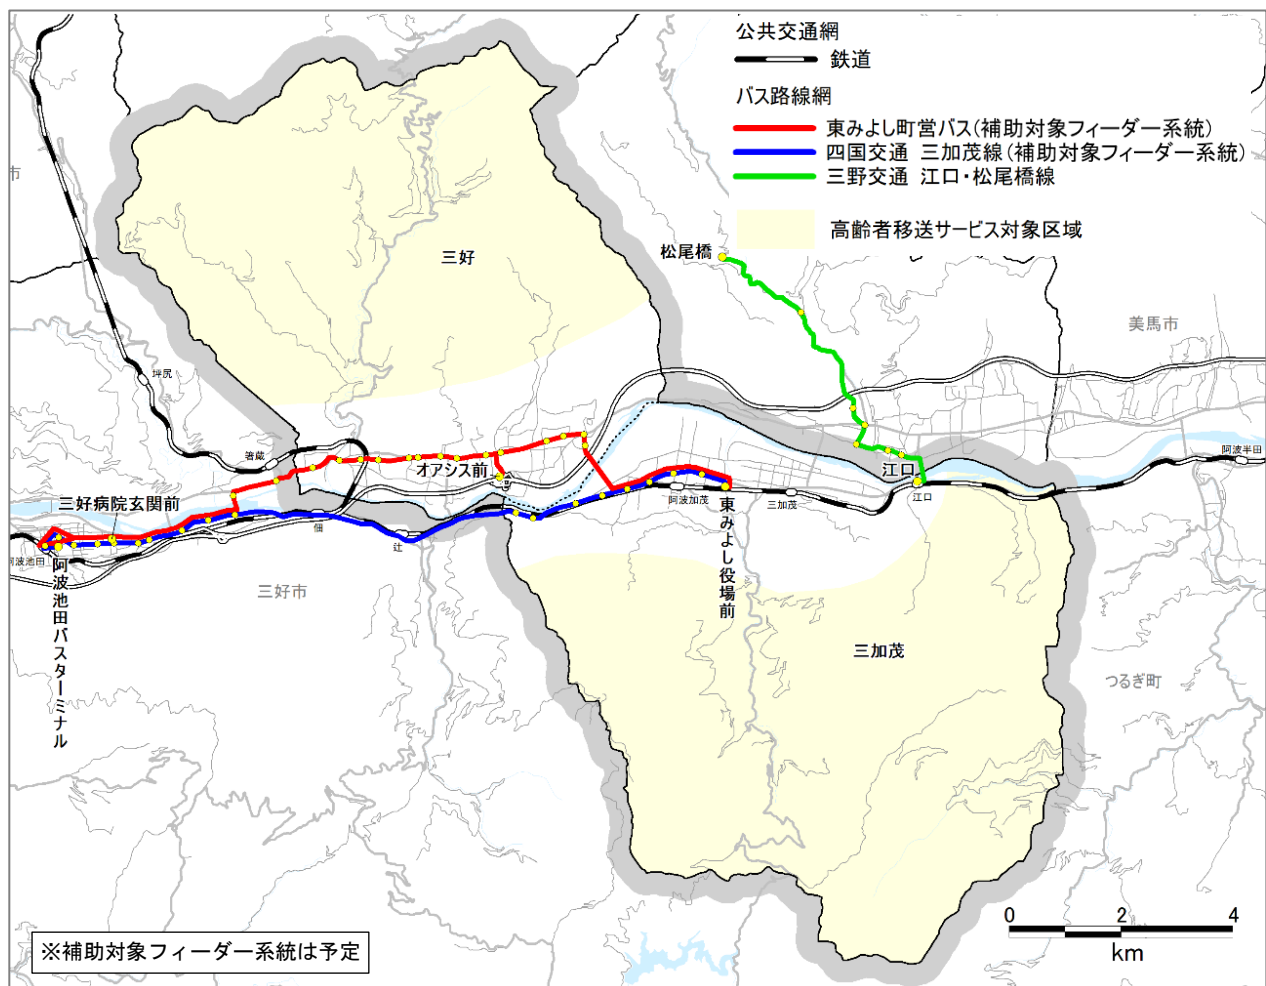 公共交通網
鉄道
バス路線網
東みよし町営バス(補助対象フィーダー系統)
四国交通 三加茂線(補助対象フィーダー系統)
三野交通 江口・松尾橋線
高齢者移送サービス対象区域
市
松尾橋
三好
美馬市
坪尻
箸蔵
オアシス前
江口
阿波半田
三好病院玄関前
阿波加茂
三加茂
江口
佃
辻
阿波池田
東みよし役場前
阿波池田バスターミナル
三好市
三加茂
つるぎ町
0 2 4
km
※補助対象フィーダー系統は予定